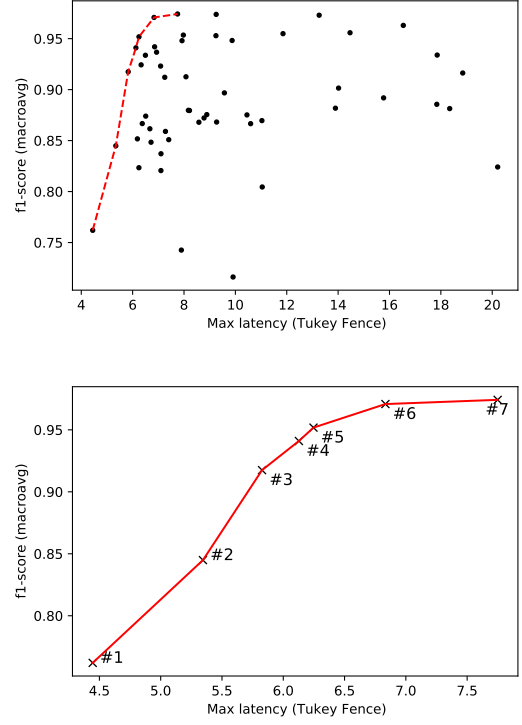 0.95
0.90
0.85
0.80
0.75
f1-score (macroavg)
4 6 8 10 12 14 16 18 20
Max latency (Tukey Fence)
0.95
0.90
0.85
0.80
f1-score (macroavg)
#7
#6
#5
#4
#3
#2
#1
4.5 5.0 5.5 6.0 6.5 7.0 7.5
Max latency (Tukey Fence)